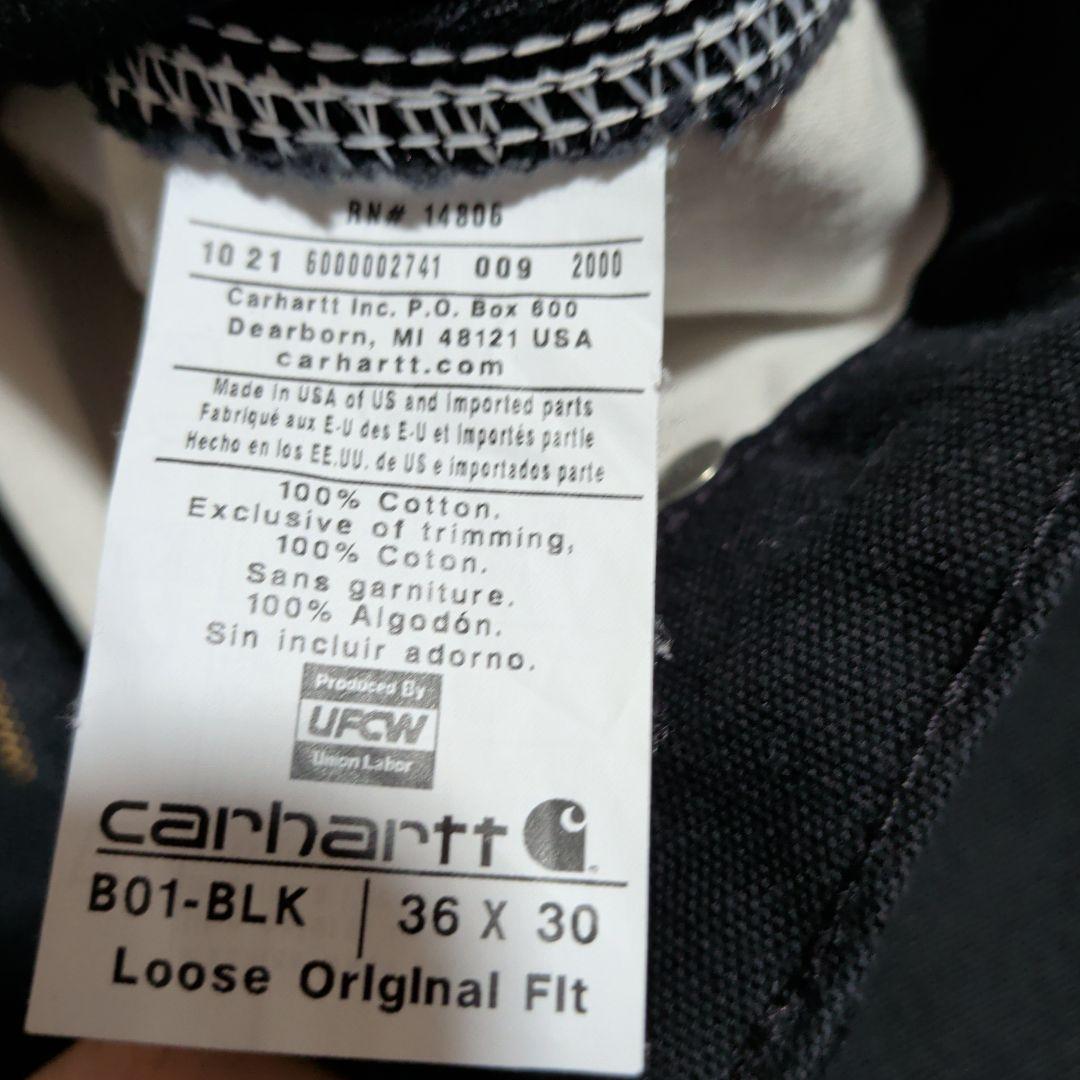 RN# 14806
10 21 6000002741 009 2000
Carhartt Inc. P.O. Box 600
Dearborn, MI 48121 USA
carhartt.com
Made in USA of US and Imported parts
Fabriqué aux E-U des E-U et Importés partie
Hecho en los EE.UU. de US e importados parte
100% Cotton.
Exclusive of trimming,
100% Coton.
Sans garniture.
100% Algodón.
Sin incluir adorno.
Produced By
UFCW
Union Labor
carhartt
B01-BLK | 36 X 30
Loose Original Fit